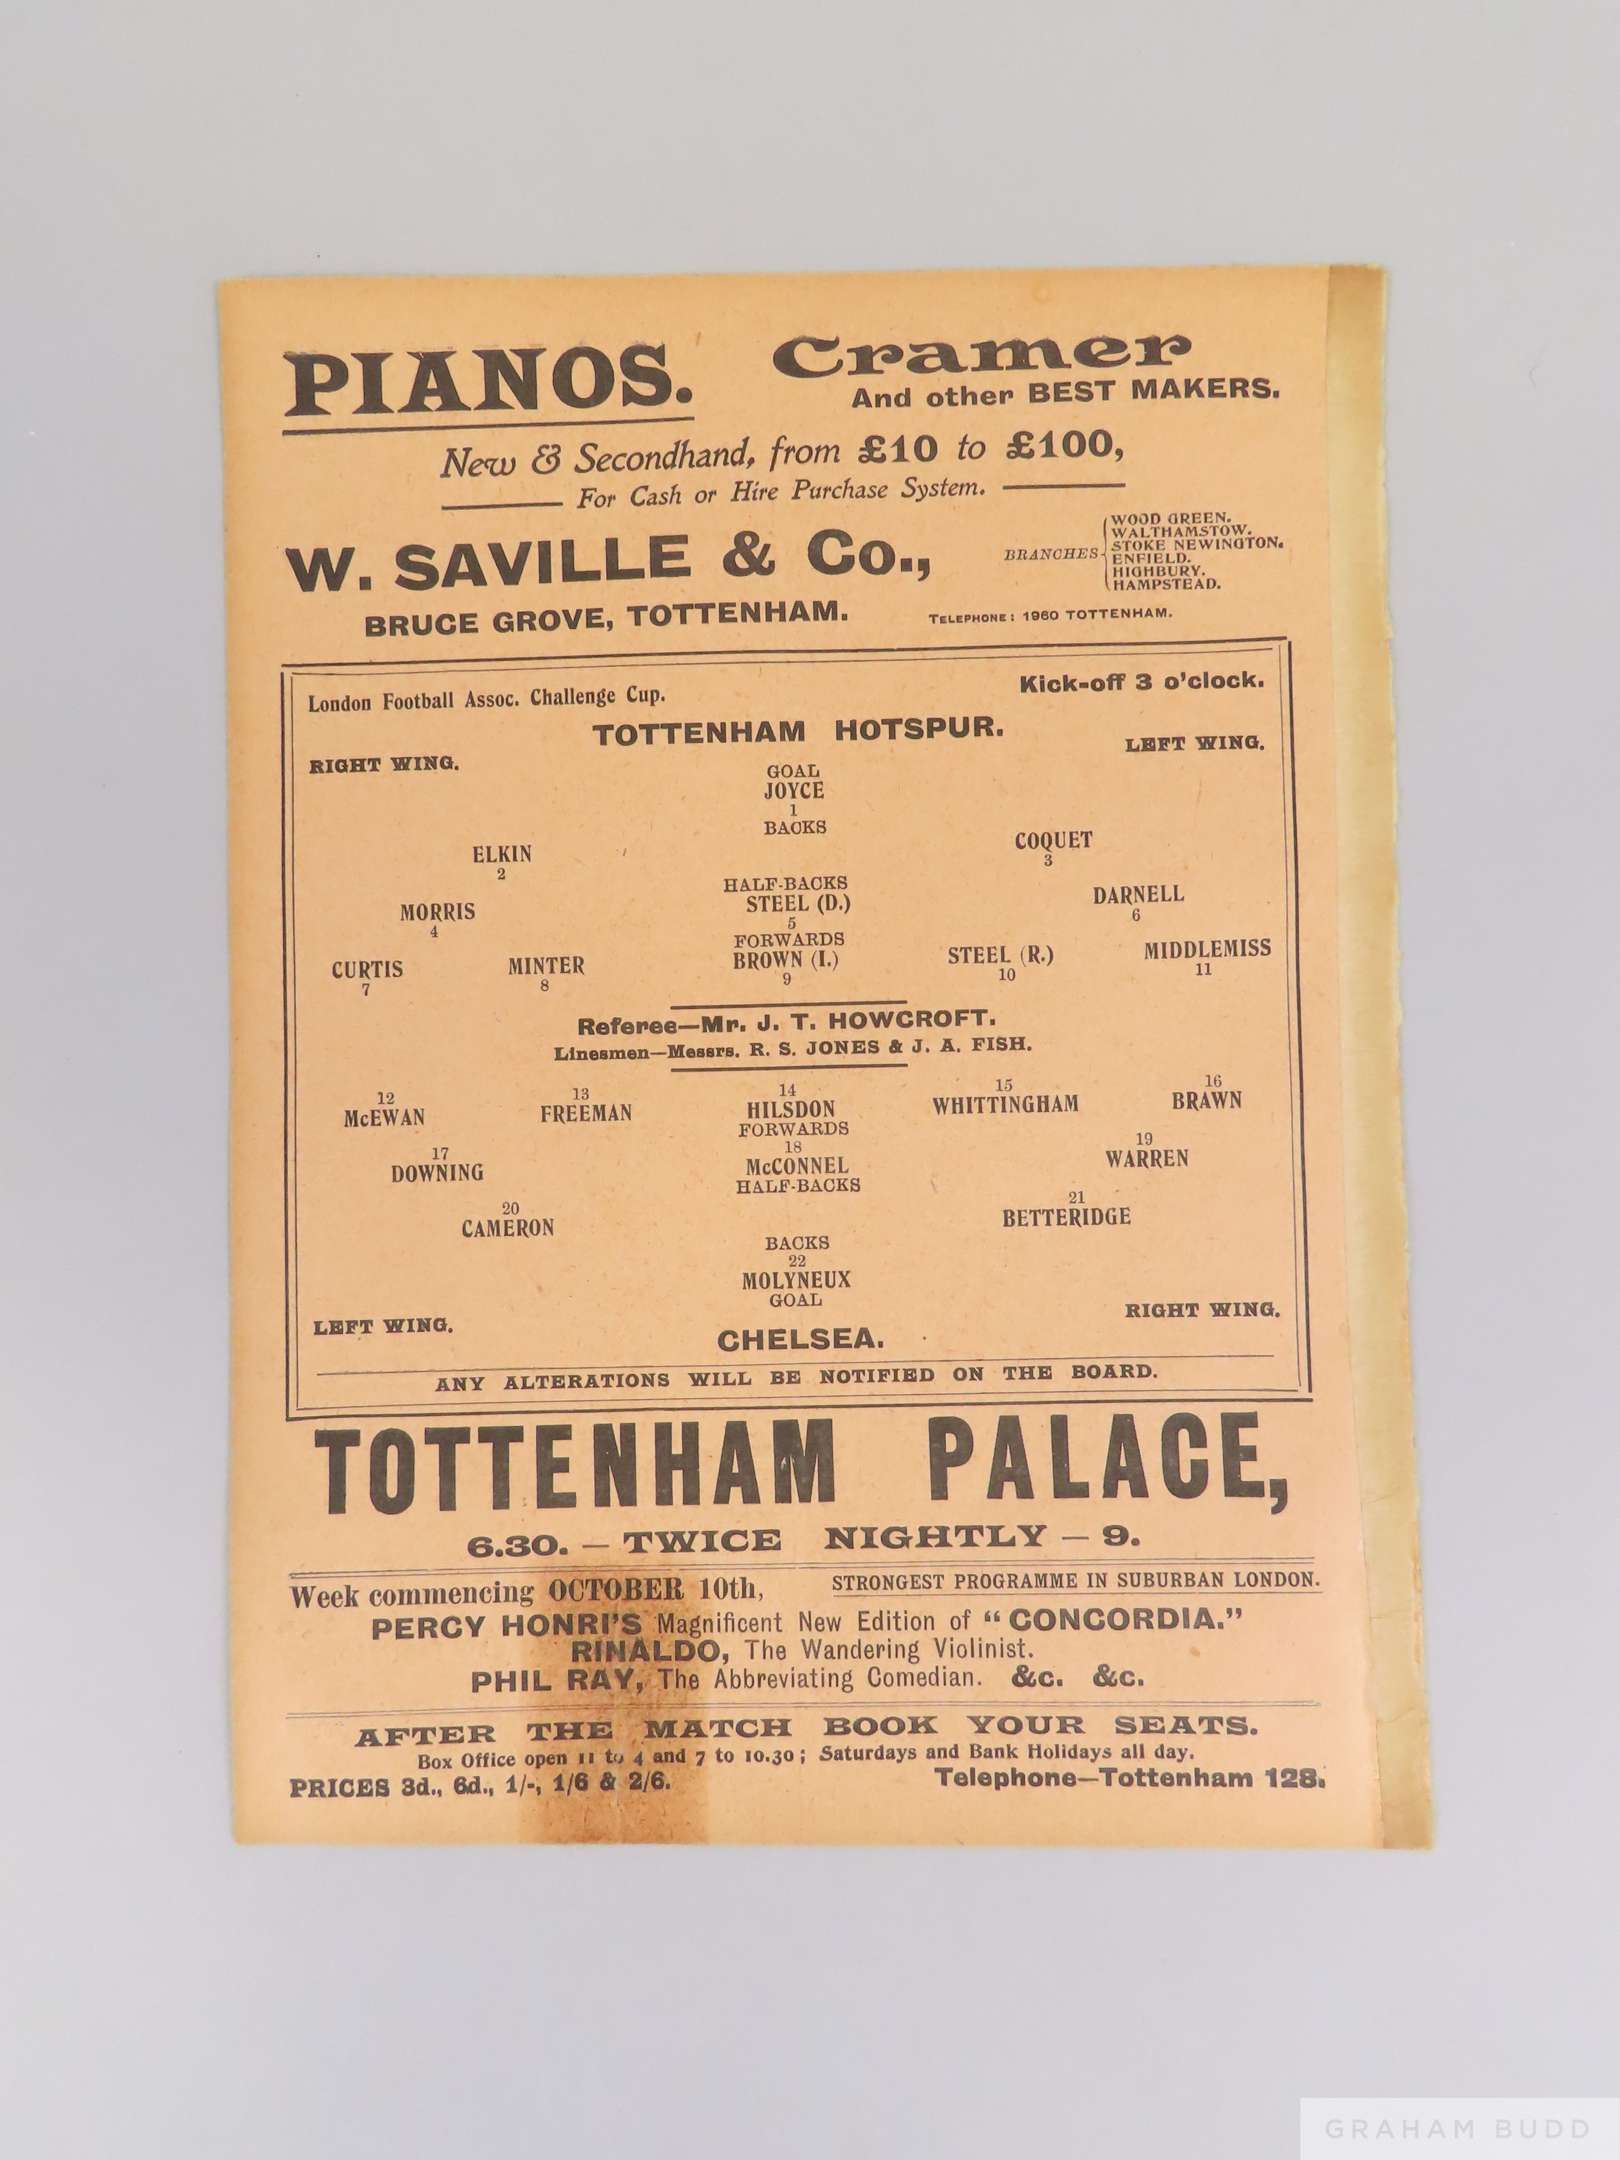 PIANOS. Cramer
And other BEST MAKERS.
New & Secondhand, from £10 to £100,
For Cash or Hire Purchase System.
W. SAVILLE & Co.,
BRUCE GROVE, TOTTENHAM.
BRANCHES
WOOD GREEN.
WALTHAMSTOW.
STOKE NEWINGTON.
ENFIELD.
HIGHBURY.
HAMPSTEAD.
TELEPHONE: 1960 TOTTENHAM.
London Football Assoc. Challenge Cup. Kick-off 3 o'clock.
TOTTENHAM HOTSPUR.
RIGHT WING. LEFT WING.
GOAL
JOYCE
1
BACKS
ELKIN COQUET
2 3
HALF-BACKS
MORRIS STEEL (D.) DARNELL
4 5 6
FORWARDS
CURTIS MINTER BROWN (I.) STEEL (R.) MIDDLEMISS
7 8 9 10 11
Referee—Mr. J. T. HOWCROFT.
Linesmen—Messrs. R. S. JONES & J. A. FISH.
12 13 14 15 16
McEWAN FREEMAN HILSDON WHITTINGHAM BRAWN
FORWARDS
17 18 19
DOWNING McCONNEL WARREN
HALF-BACKS
20 21
CAMERON BETTERIDGE
BACKS
22
MOLYNEUX
GOAL
LEFT WING. RIGHT WING.
CHELSEA.
ANY ALTERATIONS WILL BE NOTIFIED ON THE BOARD.
TOTTENHAM PALACE,
6.30. — TWICE NIGHTLY — 9.
Week commencing OCTOBER 10th, STRONGEST PROGRAMME IN SUBURBAN LONDON.
PERCY HONRI'S Magnificent New Edition of "CONCORDIA."
RINALDO, The Wandering Violinist.
PHIL RAY, The Abbreviating Comedian. &c. &c.
AFTER THE MATCH BOOK YOUR SEATS.
Box Office open 11 to 4 and 7 to 10.30; Saturdays and Bank Holidays all day.
PRICES 3d., 6d., 1/-, 1/6 & 2/6. Telephone—Tottenham 128.
GRAHAM BUDD